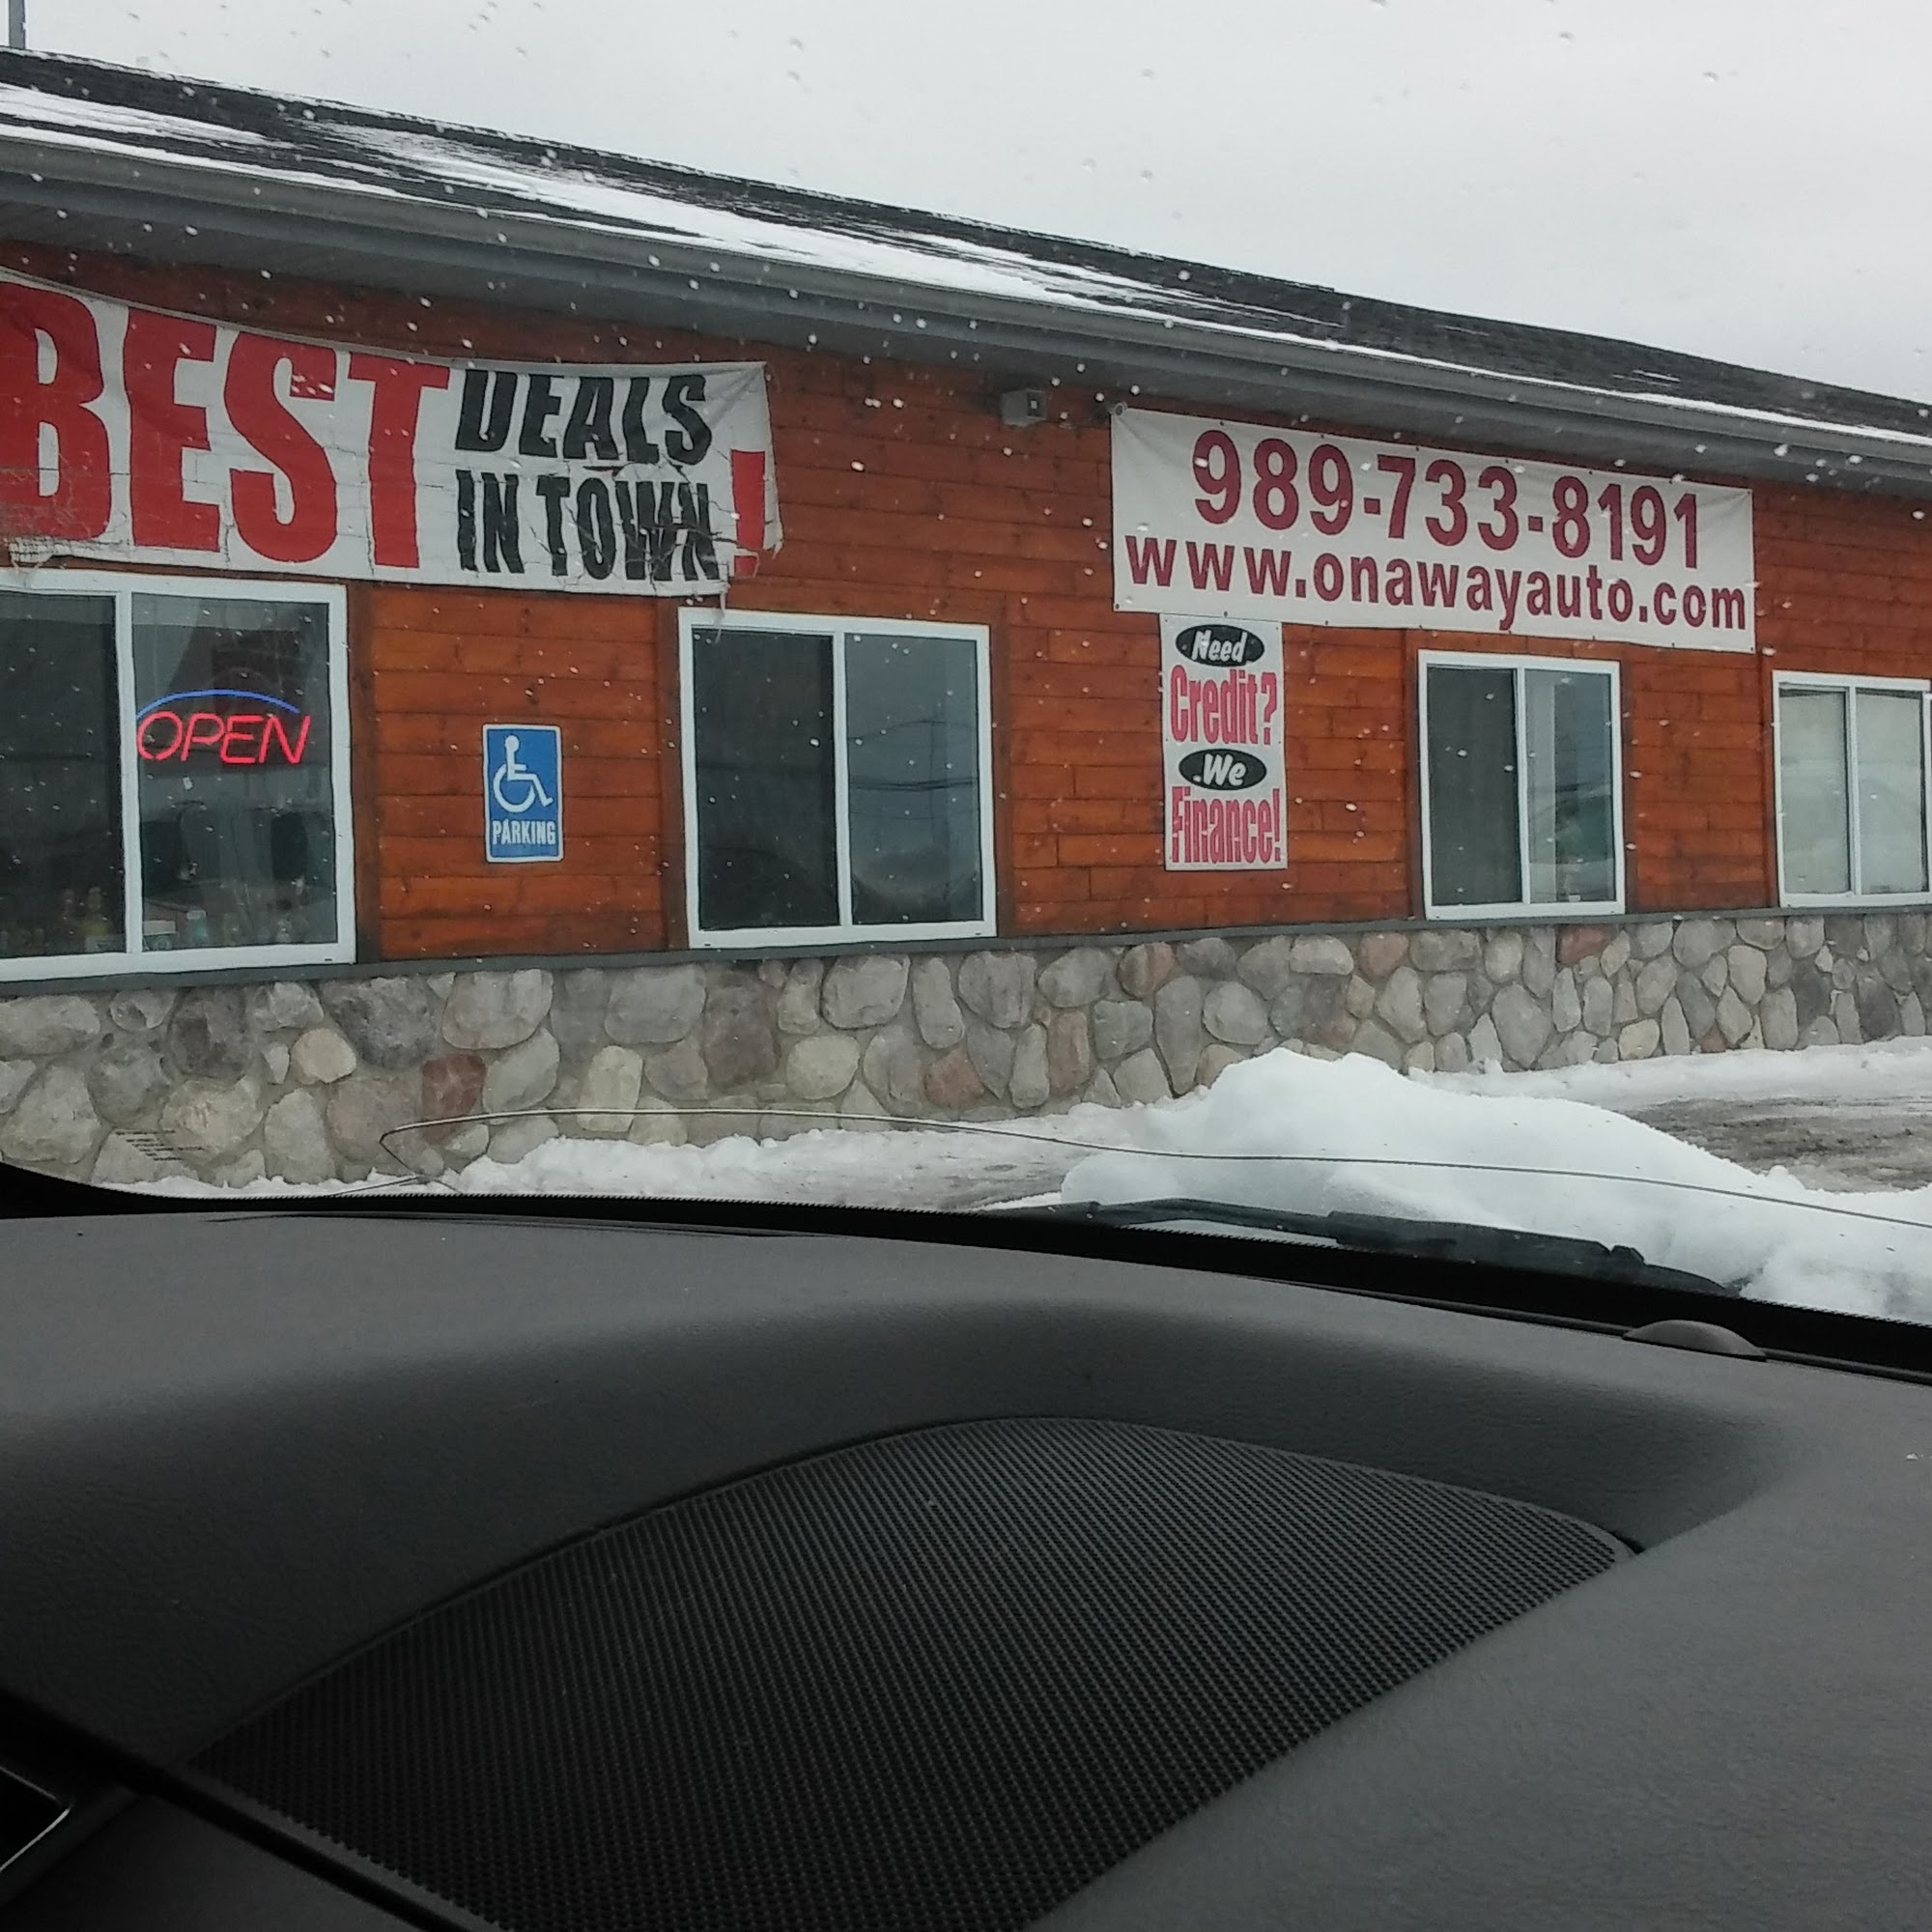 BEST
DEALS
IN TOWN!
989-733-8191
www.onawayauto.com
Need
Credit?
We
Finance!
OPEN
PARKING